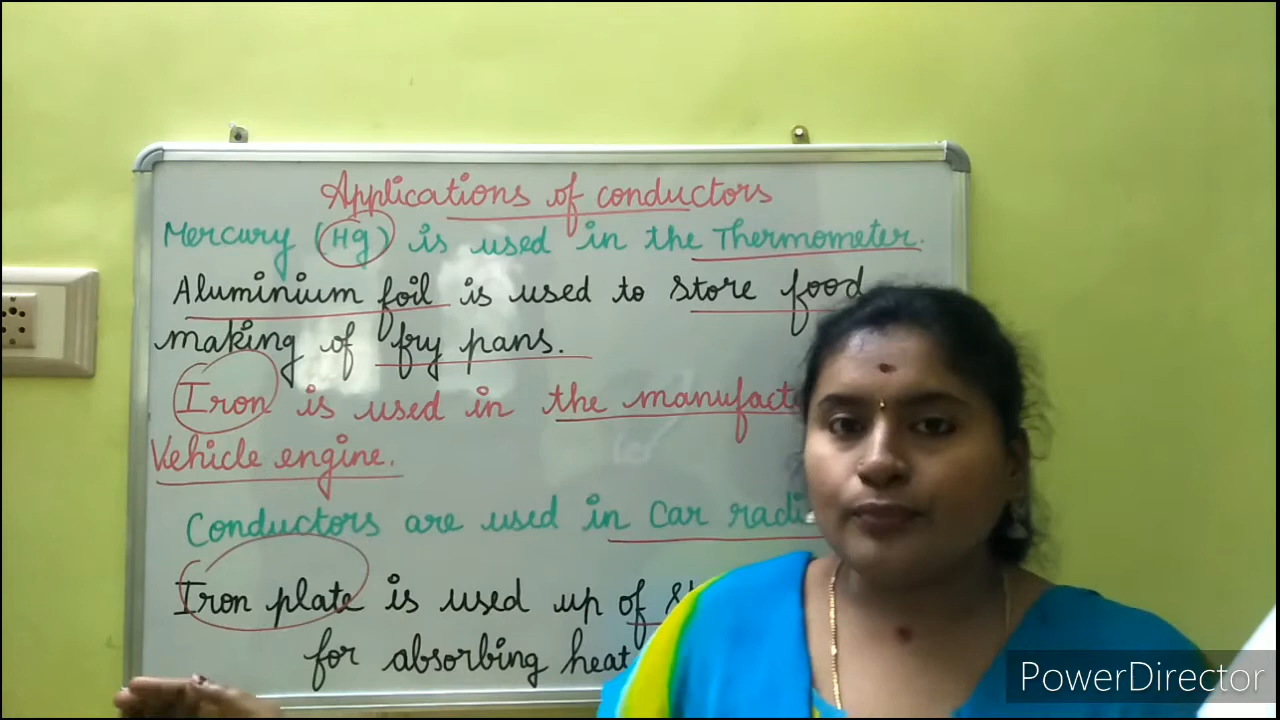 Applications of conductors
Mercury (Hg) is used in the Thermometer.
Aluminium foil is used to store food
making of fry pans.
Iron is used in the manufact
Vehicle engine.
Conductors are used in Car radi
Iron plate is used up of
for absorbing heat
PowerDirector